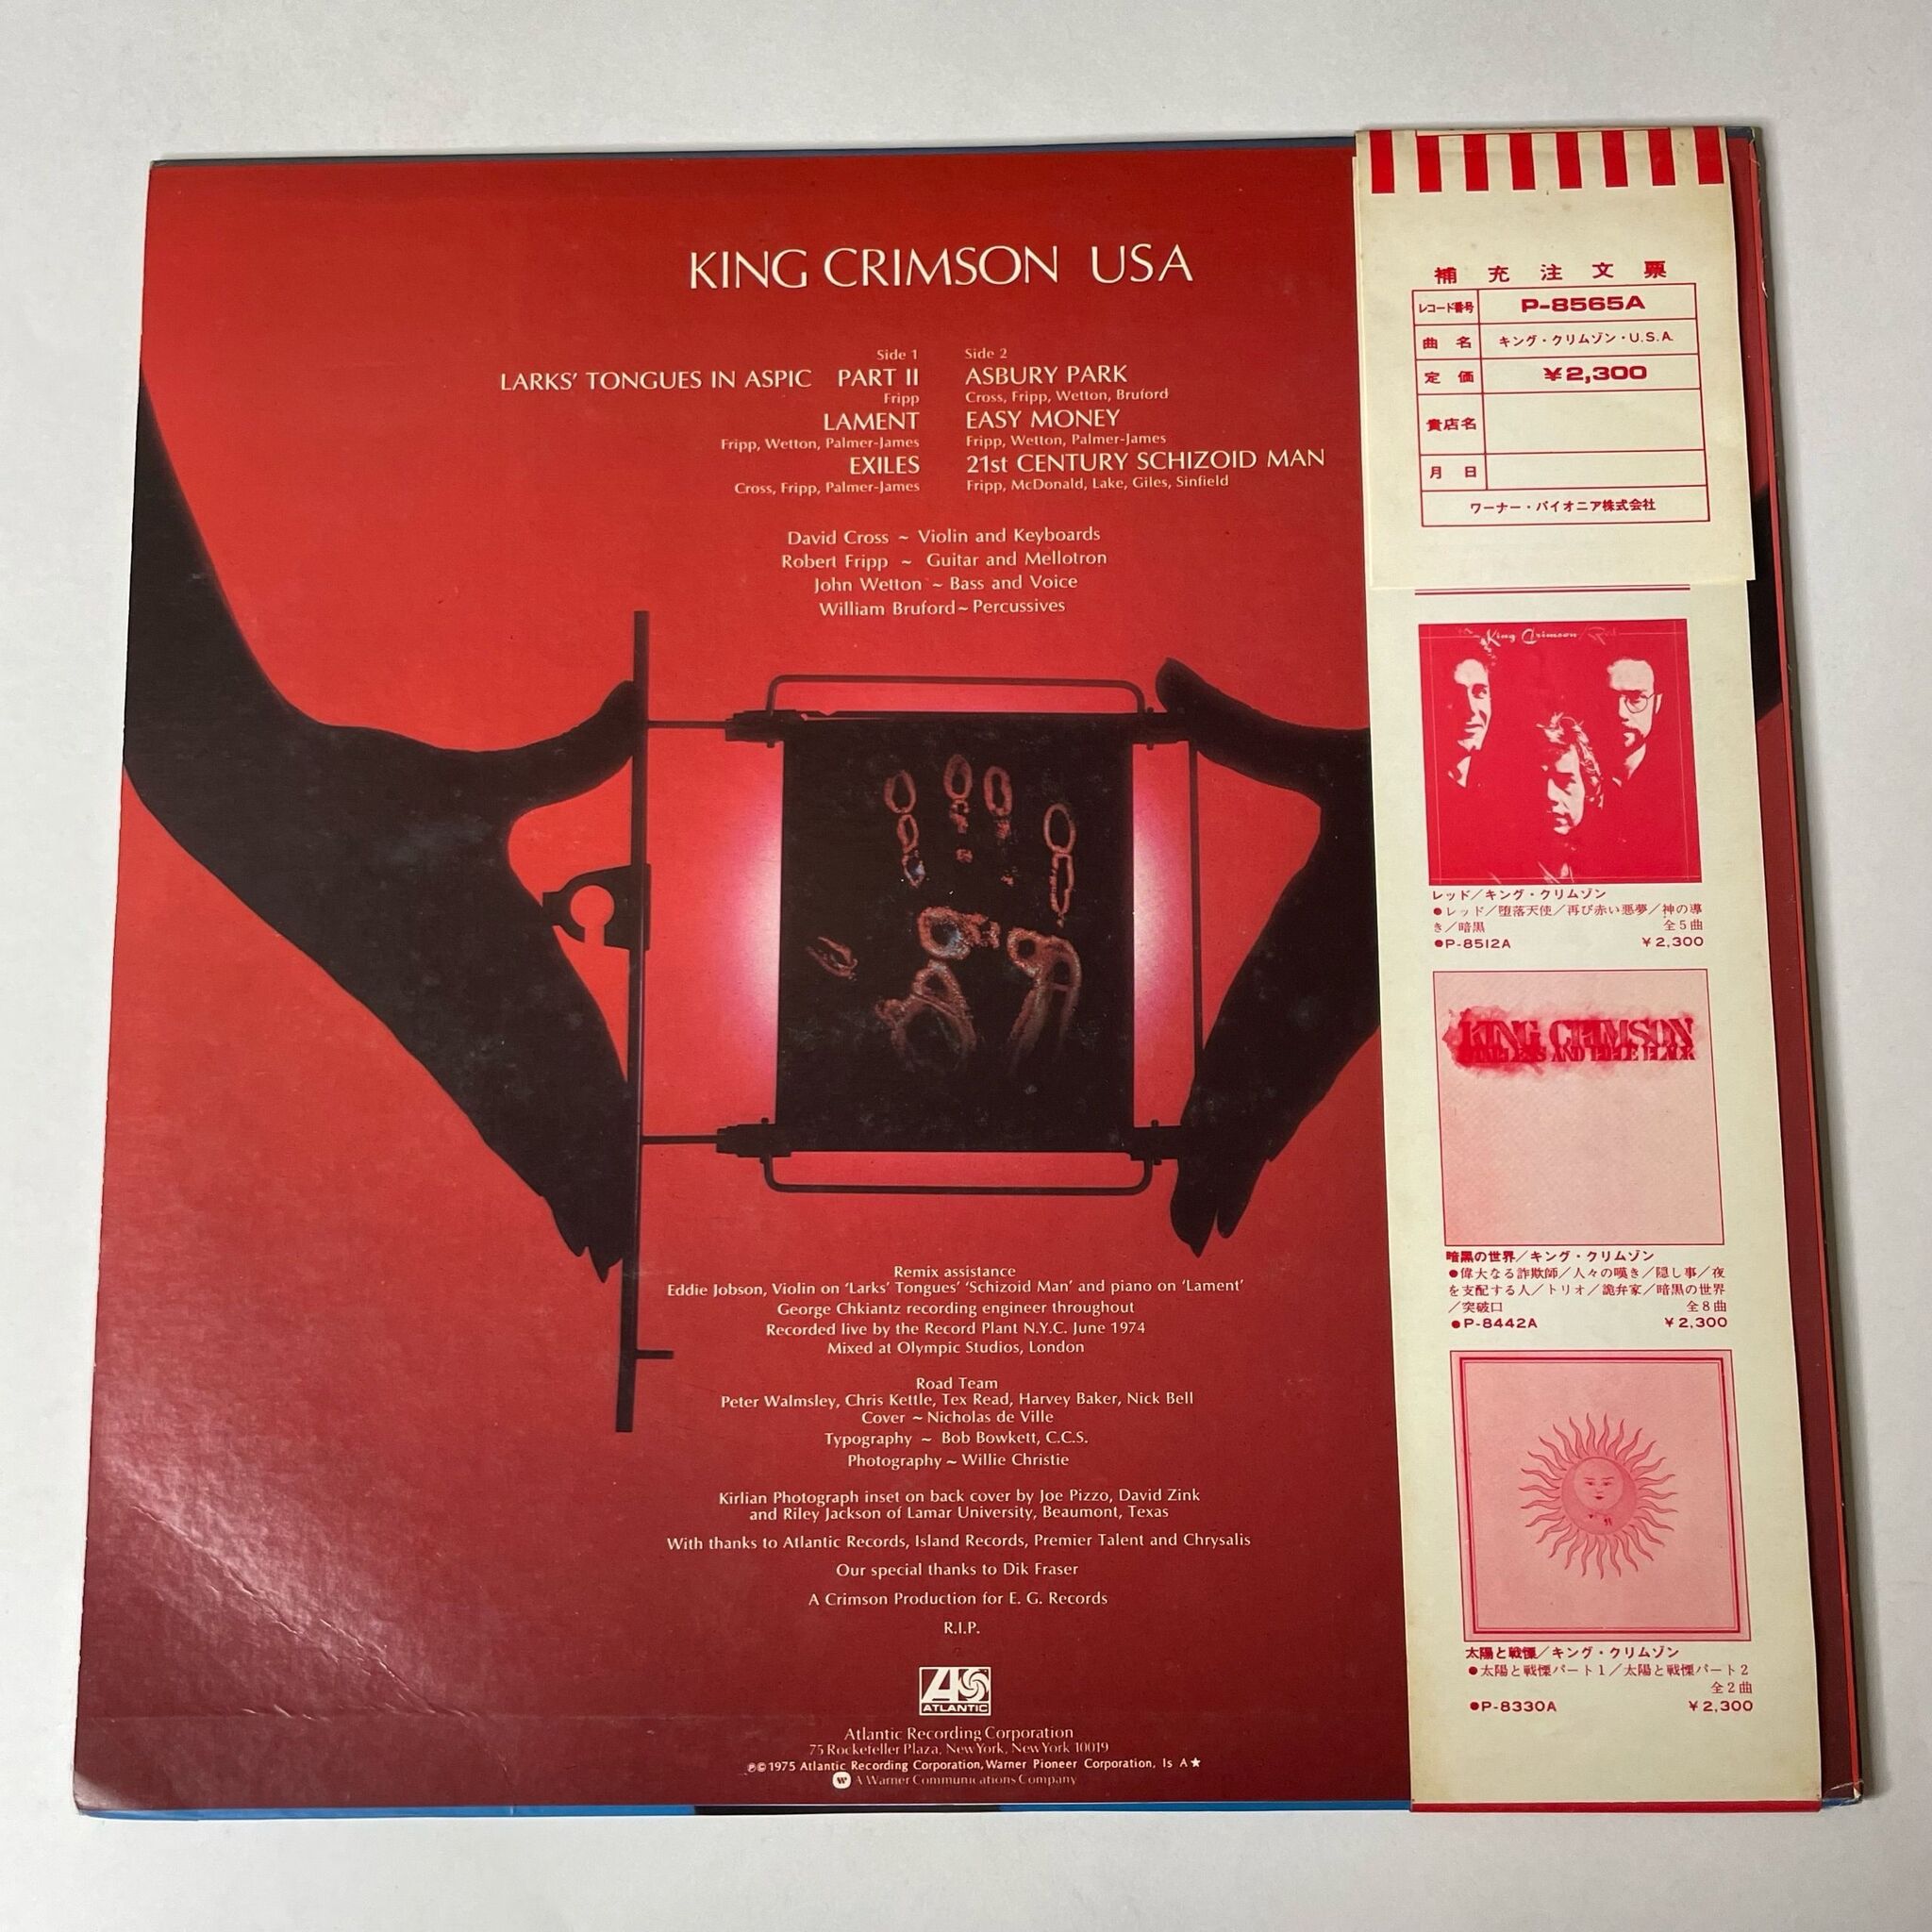 KING CRIMSON USA
Side 1
LARKS' TONGUES IN ASPIC PART II
Fripp
LAMENT
Fripp, Wetton, Palmer-James
EXILES
Cross, Fripp, Palmer-James
Side 2
ASBURY PARK
Cross, Fripp, Wetton, Bruford
EASY MONEY
Fripp, Wetton, Palmer-James
21st CENTURY SCHIZOID MAN
Fripp, McDonald, Lake, Giles, Sinfield
David Cross ~ Violin and Keyboards
Robert Fripp ~ Guitar and Mellotron
John Wetton ~ Bass and Voice
William Bruford ~ Percussives
Remix assistance
Eddie Jobson, Violin on 'Larks' Tongues' 'Schizoid Man' and piano on 'Lament'
George Chkiantz recording engineer throughout
Recorded live by the Record Plant N.Y.C. June 1974
Mixed at Olympic Studios, London
Road Team
Peter Walmsley, Chris Kettle, Tex Read, Harvey Baker, Nick Bell
Cover ~ Nicholas de Ville
Typography ~ Bob Bowkett, C.C.S.
Photography ~ Willie Christie
Kirlian Photograph inset on back cover by Joe Pizzo, David Zink
and Riley Jackson of Lamar University, Beaumont, Texas
With thanks to Atlantic Records, Island Records, Premier Talent and Chrysalis
Our special thanks to Dik Fraser
A Crimson Production for E. G. Records
R.I.P.
ATLANTIC
Atlantic Recording Corporation
75 Rockefeller Plaza, New York, New York 10019
℗©1975 Atlantic Recording Corporation, Warner Pioneer Corporation, Is A★
A Warner Communications Company
補充注文票
レコード番号 P-8565A
曲名 キング・クリムゾン・U.S.A.
定価 ¥2,300
貴店名
月日
ワーナー・パイオニア株式会社
King Crimson Red
レッド/キング・クリムゾン
●レッド/堕落天使/再び赤い悪夢/神の導
き/暗黒 全5曲
●P-8512A ¥2,300
KING CRIMSON
STARLESS AND BIBLE BLACK
暗黒の世界/キング・クリムゾン
●偉大なる詐欺師/人々の嘆き/隠し事/夜
を支配する人/トリオ/詭弁家/暗黒の世界
/突破口 全8曲
●P-8442A ¥2,300
太陽と戦慄/キング・クリムゾン
●太陽と戦慄パート1/太陽と戦慄パート2
全2曲
●P-8330A ¥2,300